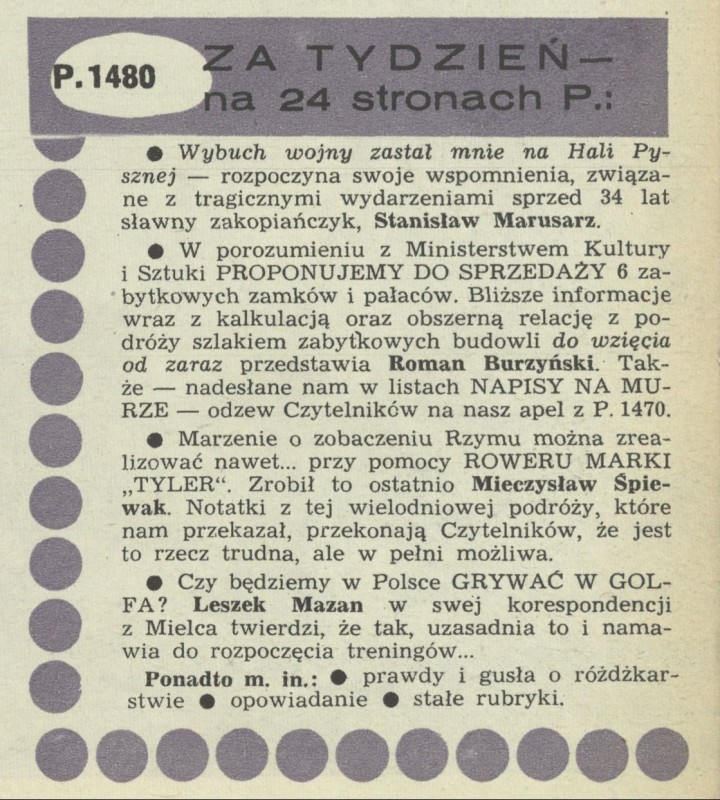 P.1480
ZA TYDZIEŃ—
na 24 stronach P.:
● Wybuch wojny zastał mnie na Hali Py-
sznej — rozpoczyna swoje wspomnienia, związa-
ne z tragicznymi wydarzeniami sprzed 34 lat
sławny zakopiańczyk, Stanisław Marusarz.
● W porozumieniu z Ministerstwem Kultury
i Sztuki PROPONUJEMY DO SPRZEDAŻY 6 za-
bytkowych zamków i pałaców. Bliższe informacje
wraz z kalkulacją oraz obszerną relację z po-
dróży szlakiem zabytkowych budowli do wzięcia
od zaraz przedstawia Roman Burzyński. Tak-
że — nadesłane nam w listach NAPISY NA MU-
RZE — odzew Czytelników na nasz apel z P. 1470.
● Marzenie o zobaczeniu Rzymu można zrea-
lizować nawet... przy pomocy ROWERU MARKI
„TYLER“. Zrobił to ostatnio Mieczysław Śpie-
wak. Notatki z tej wielodniowej podróży, które
nam przekazał, przekonają Czytelników, że jest
to rzecz trudna, ale w pełni możliwa.
● Czy będziemy w Polsce GRYWAĆ W GOL-
FA? Leszek Mazan w swej korespondencji
z Mielca twierdzi, że tak, uzasadnia to i nama-
wia do rozpoczęcia treningów...
Ponadto m. in.: ● prawdy i gusła o różdżkar-
stwie ● opowiadanie ● stałe rubryki.